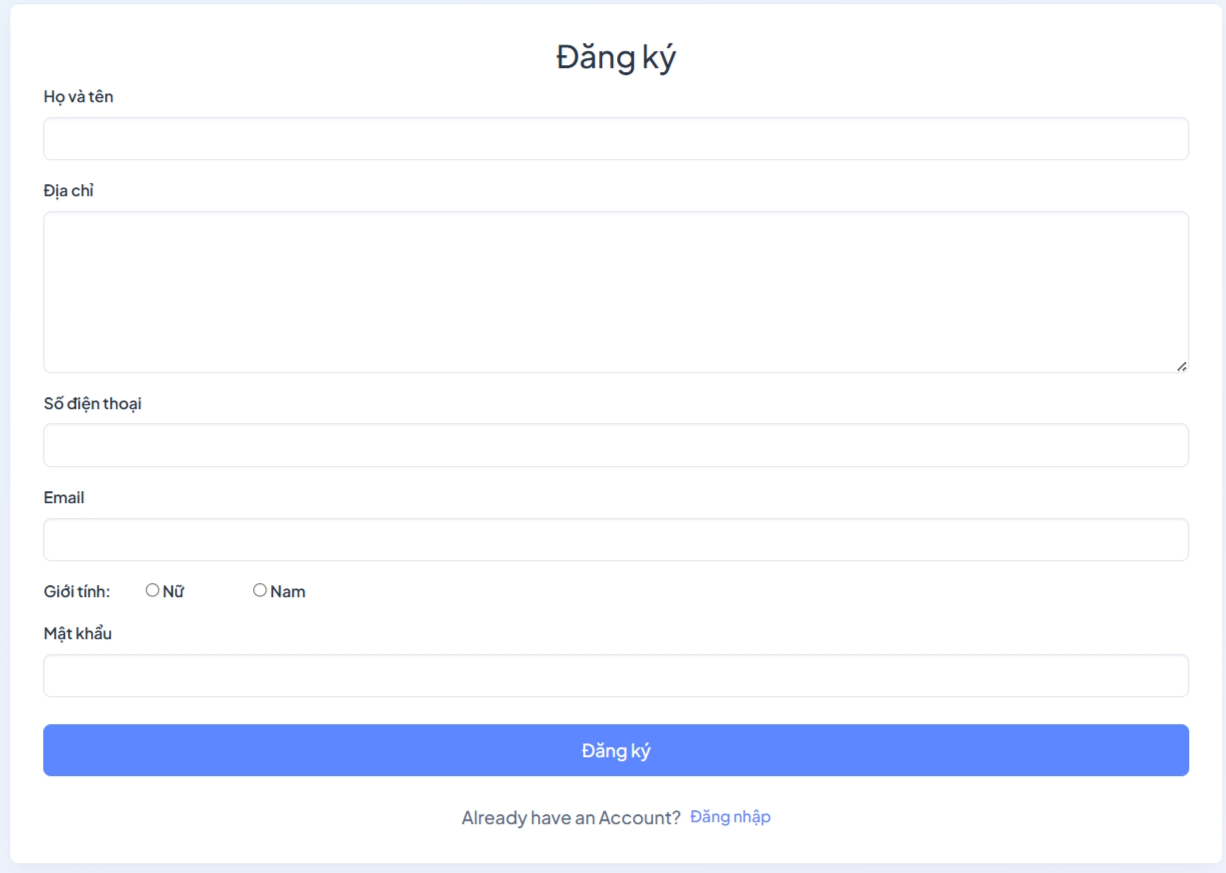 Đăng ký
Họ và tên
Địa chỉ
Số điện thoại
Email
Giới tính: Nữ Nam
Mật khẩu
Đăng ký
Already have an Account? Đăng nhập